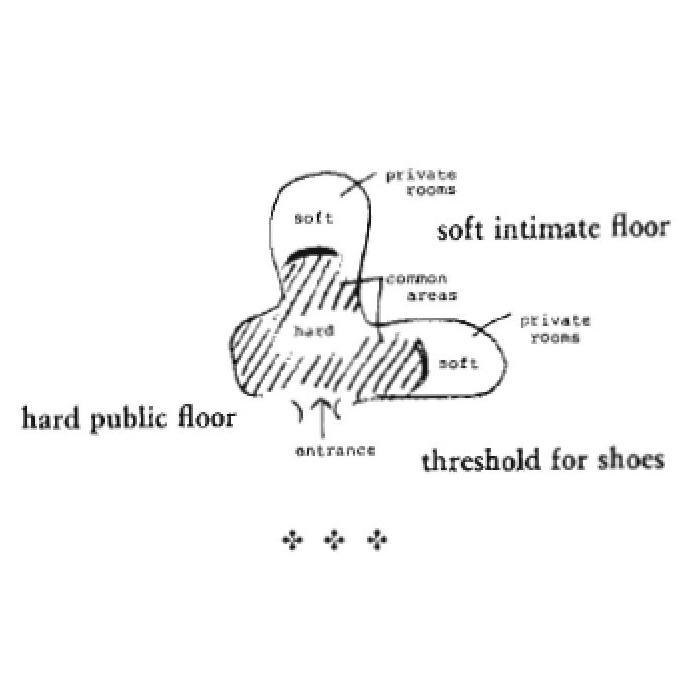 private
rooms
soft
soft intimate floor
common
areas
private
rooms
hard
soft
hard public floor
entrance
threshold for shoes